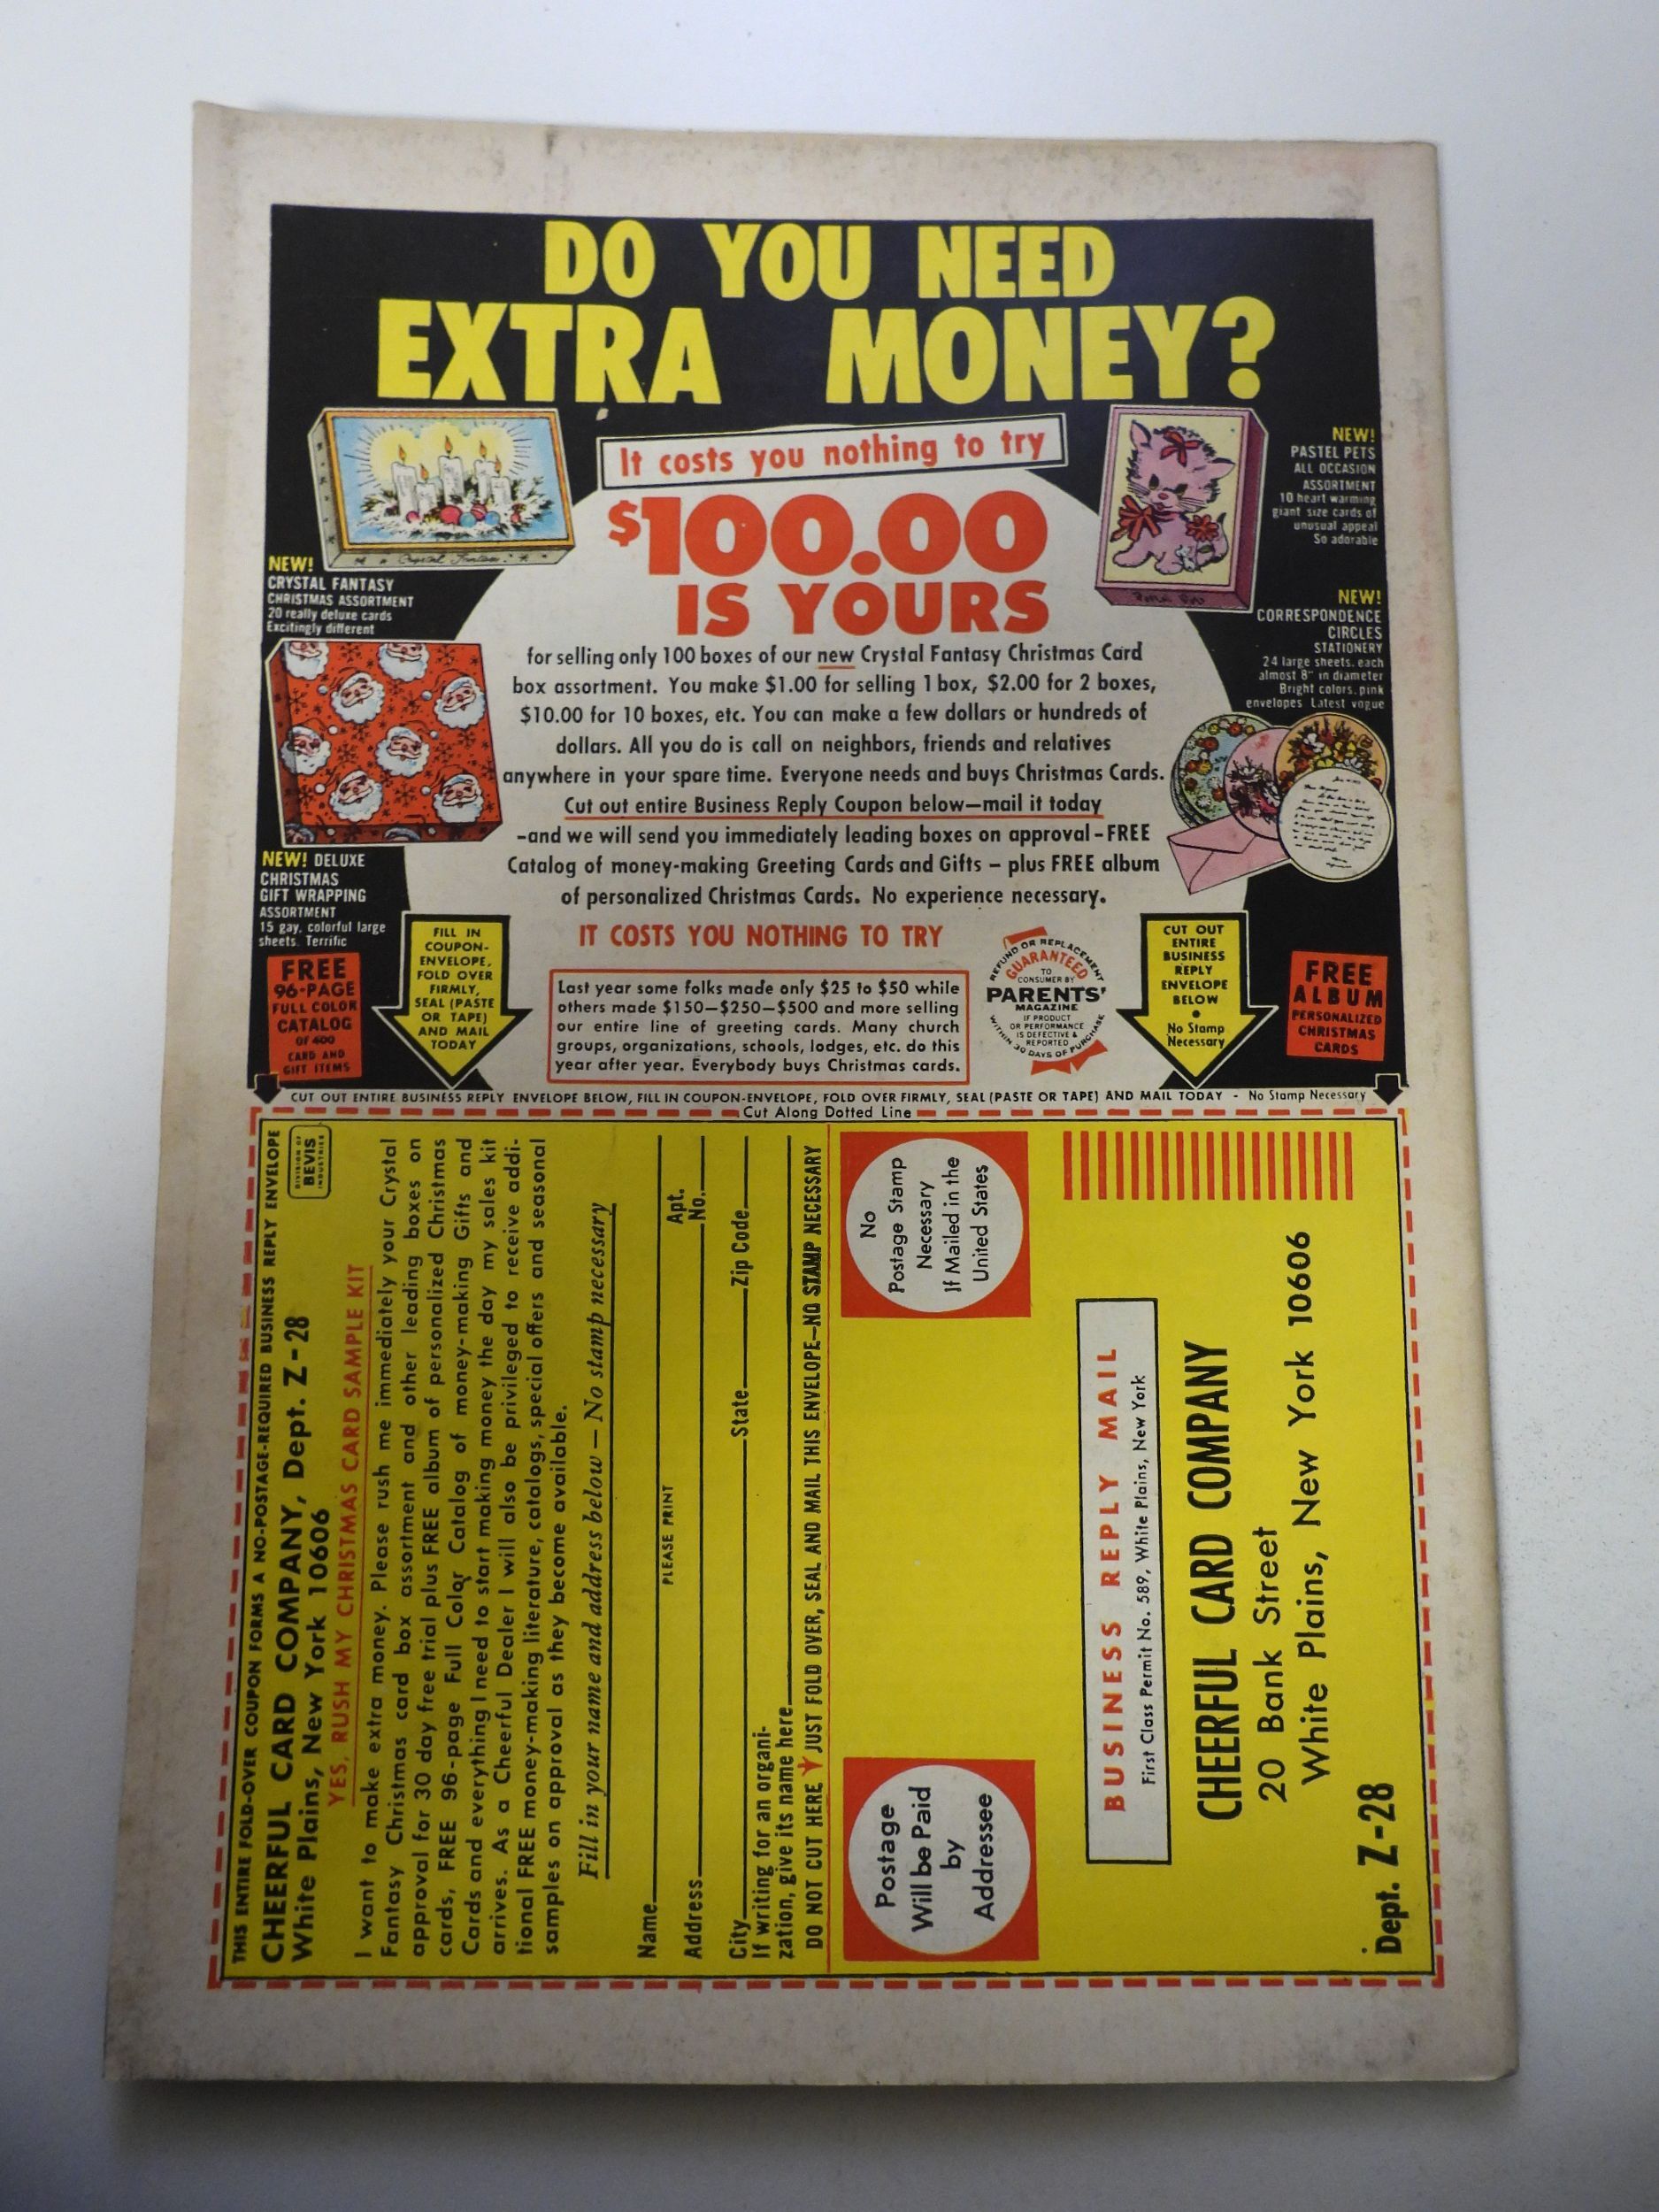 DO YOU NEED
EXTRA MONEY?
It costs you nothing to try
$100.00
IS YOURS
for selling only 100 boxes of our new Crystal Fantasy Christmas Card
box assortment. You make $1.00 for selling 1 box, $2.00 for 2 boxes,
$10.00 for 10 boxes, etc. You can make a few dollars or hundreds of
dollars. All you do is call on neighbors, friends and relatives
anywhere in your spare time. Everyone needs and buys Christmas Cards.
Cut out entire Business Reply Coupon below—mail it today
-and we will send you immediately leading boxes on approval-FREE
Catalog of money-making Greeting Cards and Gifts - plus FREE album
of personalized Christmas Cards. No experience necessary.
IT COSTS YOU NOTHING TO TRY
Crystal Fantasy
NEW!
CRYSTAL FANTASY
CHRISTMAS ASSORTMENT
20 really deluxe cards
Excitingly different
NEW! DELUXE
CHRISTMAS
GIFT WRAPPING
ASSORTMENT
15 gay, colorful large
sheets. Terrific
NEW!
PASTEL PETS
ALL OCCASION
ASSORTMENT
10 heart warming
giant size cards of
unusual appeal
So adorable
NEW!
CORRESPONDENCE
CIRCLES
STATIONERY
24 large sheets, each
almost 8" in diameter
Bright colors, pink
envelopes Latest vogue
FREE
96-PAGE
FULL COLOR
CATALOG
OF 400
CARD AND
GIFT ITEMS
FILL IN
COUPON-
ENVELOPE,
FOLD OVER
FIRMLY,
SEAL (PASTE
OR TAPE)
AND MAIL
TODAY
Last year some folks made only $25 to $50 while
others made $150—$250—$500 and more selling
our entire line of greeting cards. Many church
groups, organizations, schools, lodges, etc. do this
year after year. Everybody buys Christmas cards.
REFUND OR REPLACEMENT
GUARANTEED
TO
CONSUMER BY
PARENTS'
MAGAZINE
IF PRODUCT
OR PERFORMANCE
IS DEFECTIVE &
REPORTED
WITHIN 30 DAYS OF PURCHASE
CUT OUT
ENTIRE
BUSINESS
REPLY
ENVELOPE
BELOW
•
No Stamp
Necessary
FREE
ALBUM
PERSONALIZED
CHRISTMAS
CARDS
CUT OUT ENTIRE BUSINESS REPLY ENVELOPE BELOW, FILL IN COUPON-ENVELOPE, FOLD OVER FIRMLY, SEAL (PASTE OR TAPE) AND MAIL TODAY - No Stamp Necessary
Cut Along Dotted Line
THIS ENTIRE FOLD-OVER COUPON FORMS A NO-POSTAGE-REQUIRED BUSINESS REPLY ENVELOPE
CHEERFUL CARD COMPANY, Dept. Z-28
White Plains, New York 10606
DIVISION OF
BEVIS
INDUSTRIES
YES, RUSH MY CHRISTMAS CARD SAMPLE KIT
I want to make extra money. Please rush me immediately your Crystal
Fantasy Christmas card box assortment and other leading boxes on
approval for 30 day free trial plus FREE album of personalized Christmas
cards, FREE 96-page Full Color Catalog of money-making Gifts and
Cards and everything I need to start making money the day my sales kit
arrives. As a Cheerful Dealer I will also be privileged to receive addi-
tional FREE money-making literature, catalogs, special offers and seasonal
samples on approval as they become available.
Fill in your name and address below — No stamp necessary
Name
PLEASE PRINT
Address
Apt.
No.
City
State
Zip Code
If writing for an organi-
zation, give its name here
DO NOT CUT HERE JUST FOLD OVER, SEAL AND MAIL THIS ENVELOPE—NO STAMP NECESSARY
Postage
Will be Paid
by
Addressee
No
Postage Stamp
Necessary
If Mailed in the
United States
BUSINESS REPLY MAIL
First Class Permit No. 589, White Plains, New York
CHEERFUL CARD COMPANY
20 Bank Street
White Plains, New York 10606
Dept. Z-28